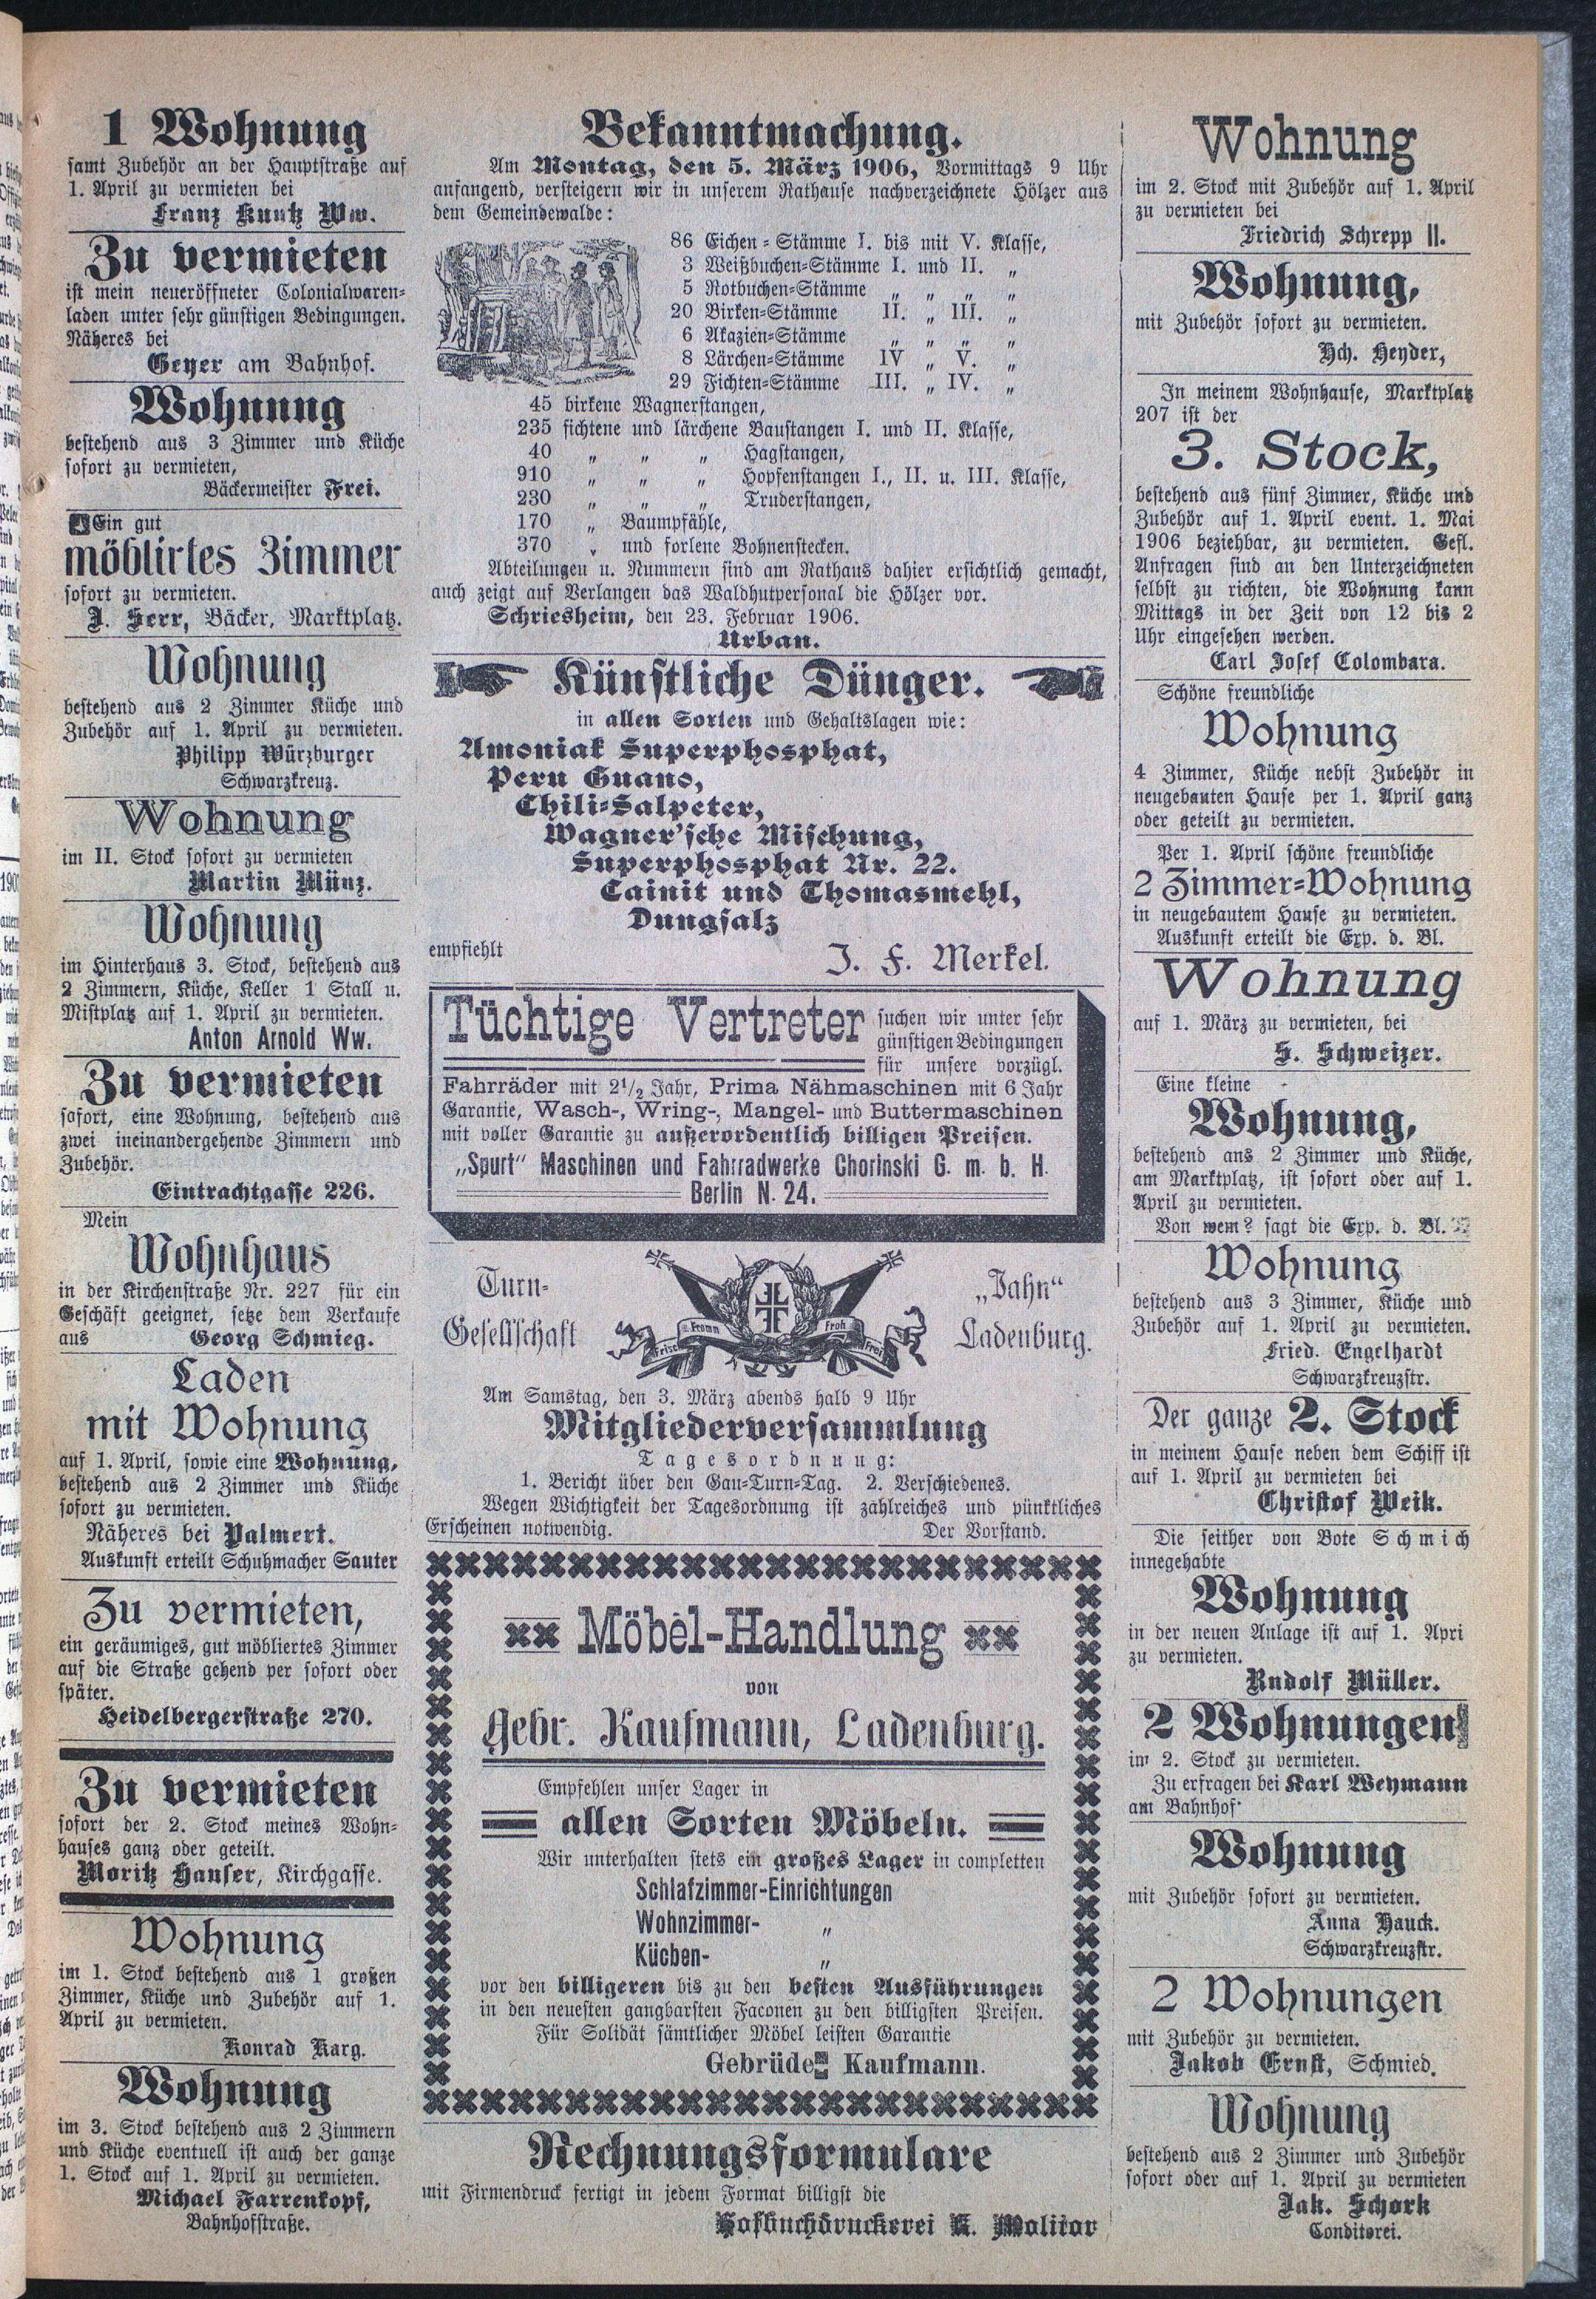 1 Wohnung
samt Zubehör an der Hauptstraße auf
1. April zu vermieten bei
Franz Kuntz Ww.
Zu vermieten
ist mein neueröffneter Colonialwaren-
laden unter sehr günstigen Bedingungen.
Näheres bei
Geyer am Bahnhof.
Wohnung
bestehend aus 3 Zimmer und Küche
sofort zu vermieten,
Bäckermeister Frei.
Ein gut
möblirtes Zimmer
sofort zu vermieten.
J. Herr, Bäcker, Marktplatz.
Wohnung
bestehend aus 2 Zimmer Küche und
Zubehör auf 1. April zu vermieten.
Philipp Würzburger
Schwarzkreuz.
Wohnung
im II. Stock sofort zu vermieten
Martin Münz.
Wohnung
im Hinterhaus 3. Stock, bestehend aus
2 Zimmern, Küche, Keller 1 Stall u.
Mistplatz auf 1. April zu vermieten.
Anton Arnold Ww.
Zu vermieten
sofort, eine Wohnung, bestehend aus
zwei ineinandergehende Zimmern und
Zubehör.
Eintrachtgasse 226.
Mein
Wohnhaus
in der Kirchenstraße Nr. 227 für ein
Geschäft geeignet, setze dem Verkaufe
aus Georg Schmieg.
Laden
mit Wohnung
auf 1. April, sowie eine Wohnung,
bestehend aus 2 Zimmer und Küche
sofort zu vermieten.
Näheres bei Palmert.
Auskunft erteilt Schuhmacher Sauter
Zu vermieten,
ein geräumiges, gut möbliertes Zimmer
auf die Straße gehend per sofort oder
später.
Heidelbergerstraße 270.
Zu vermieten
sofort der 2. Stock meines Wohn-
hauses ganz oder geteilt.
Moritz Hauser, Kirchgasse.
Wohnung
im 1. Stock bestehend aus 1 großen
Zimmer, Küche und Zubehör auf 1.
April zu vermieten.
Konrad Karg.
Wohnung
im 3. Stock bestehend aus 2 Zimmern
und Küche eventuell ist auch der ganze
1. Stock auf 1. April zu vermieten.
Michael Farrenkopf,
Bahnhofstraße.
Bekanntmachung.
Am Montag, den 5. März 1906, Vormittags 9 Uhr
anfangend, versteigern wir in unserem Rathause nachverzeichnete Hölzer aus
dem Gemeindewalde:
86 Eichen-Stämme I. bis mit V. Klasse,
3 Weißbuchen-Stämme I. und II. „
5 Rotbuchen-Stämme „ „ „ „
20 Birken-Stämme II. „ III. „
6 Akazien-Stämme „ „ „ „
8 Lärchen-Stämme IV „ V. „
29 Fichten-Stämme III. „ IV. „
45 birkene Wagnerstangen,
235 fichtene und lärchene Baustangen I. und II. Klasse,
40 „ „ „ Hagstangen,
910 „ „ „ Hopfenstangen I., II. u. III. Klasse,
230 „ „ „ Truderstangen,
170 „ Baumpfähle,
370 „ und forlene Bohnenstecken.
Abteilungen u. Nummern sind am Rathaus dahier ersichtlich gemacht,
auch zeigt auf Verlangen das Waldhutpersonal die Hölzer vor.
Schriesheim, den 23. Februar 1906.
Urban.
Künstliche Dünger.
in allen Sorten und Gehaltslagen wie:
Amoniak Superphosphat,
Peru Guano,
Chili-Salpeter,
Wagner'sche Mischung,
Superphosphat Nr. 22.
Cainit und Thomasmehl,
Dungsalz
empfiehlt J. F. Merkel.
Tüchtige Vertreter suchen wir unter sehr
günstigen Bedingungen
für unsere vorzügl.
Fahrräder mit 2½ Jahr, Prima Nähmaschinen mit 6 Jahr
Garantie, Wasch-, Wring-, Mangel- und Buttermaschinen
mit voller Garantie zu außerordentlich billigen Preisen.
„Spurt“ Maschinen und Fahrradwerke Chorinski G. m. b. H.
Berlin N. 24.
Turn- „Jahn“
Gesellschaft Ladenburg.
Frisch Fromm Froh Frei
Am Samstag, den 3. März abends halb 9 Uhr
Mitgliederversammlung
Tagesordnung:
1. Bericht über den Gau-Turn-Tag. 2. Verschiedenes.
Wegen Wichtigkeit der Tagesordnung ist zahlreiches und pünktliches
Erscheinen notwendig. Der Vorstand.
Möbel-Handlung
von
Gebr. Kaufmann, Ladenburg.
Empfehlen unser Lager in
allen Sorten Möbeln.
Wir unterhalten stets ein großes Lager in completten
Schlafzimmer-Einrichtungen
Wohnzimmer- „
Küchen- „
vor den billigeren bis zu den besten Ausführungen
in den neuesten gangbarsten Faconen zu den billigsten Preisen.
Für Solidät sämtlicher Möbel leisten Garantie
Gebrüder Kaufmann.
Rechnungsformulare
mit Firmendruck fertigt in jedem Format billigst die
Hofbuchdruckerei K. Molitor
Wohnung
im 2. Stock mit Zubehör auf 1. April
zu vermieten bei
Friedrich Schrepp II.
Wohnung,
mit Zubehör sofort zu vermieten.
Hch. Heyder,
In meinem Wohnhause, Marktplatz
207 ist der
3. Stock,
bestehend aus fünf Zimmer, Küche und
Zubehör auf 1. April event. 1. Mai
1906 beziehbar, zu vermieten. Gefl.
Anfragen sind an den Unterzeichneten
selbst zu richten, die Wohnung kann
Mittags in der Zeit von 12 bis 2
Uhr eingesehen werden.
Carl Josef Colombara.
Schöne freundliche
Wohnung
4 Zimmer, Küche nebst Zubehör in
neugebauten Hause per 1. April ganz
oder geteilt zu vermieten.
Per 1. April schöne freundliche
2 Zimmer-Wohnung
in neugebautem Hause zu vermieten.
Auskunft erteilt die Exp. d. Bl.
Wohnung
auf 1. März zu vermieten, bei
H. Schweizer.
Eine kleine
Wohnung,
bestehend aus 2 Zimmer und Küche,
am Marktplatz, ist sofort oder auf 1.
April zu vermieten.
Von wem? sagt die Exp. d. Bl.
Wohnung
bestehend aus 3 Zimmer, Küche und
Zubehör auf 1. April zu vermieten.
Fried. Engelhardt
Schwarzkreuzstr.
Der ganze 2. Stock
in meinem Hause neben dem Schiff ist
auf 1. April zu vermieten bei
Christof Weik.
Die seither von Bote Schmich
innegehabte
Wohnung
in der neuen Anlage ist auf 1. Apri
zu vermieten.
Rudolf Müller.
2 Wohnungen
im 2. Stock zu vermieten.
Zu erfragen bei Karl Weymann
am Bahnhof
Wohnung
mit Zubehör sofort zu vermieten.
Anna Hauck.
Schwarzkreuzstr.
2 Wohnungen
mit Zubehör zu vermieten.
Jakob Ernst, Schmied.
Wohnung
bestehend aus 2 Zimmer und Zubehör
sofort oder auf 1. April zu vermieten
Jak. Schork
Conditorei.